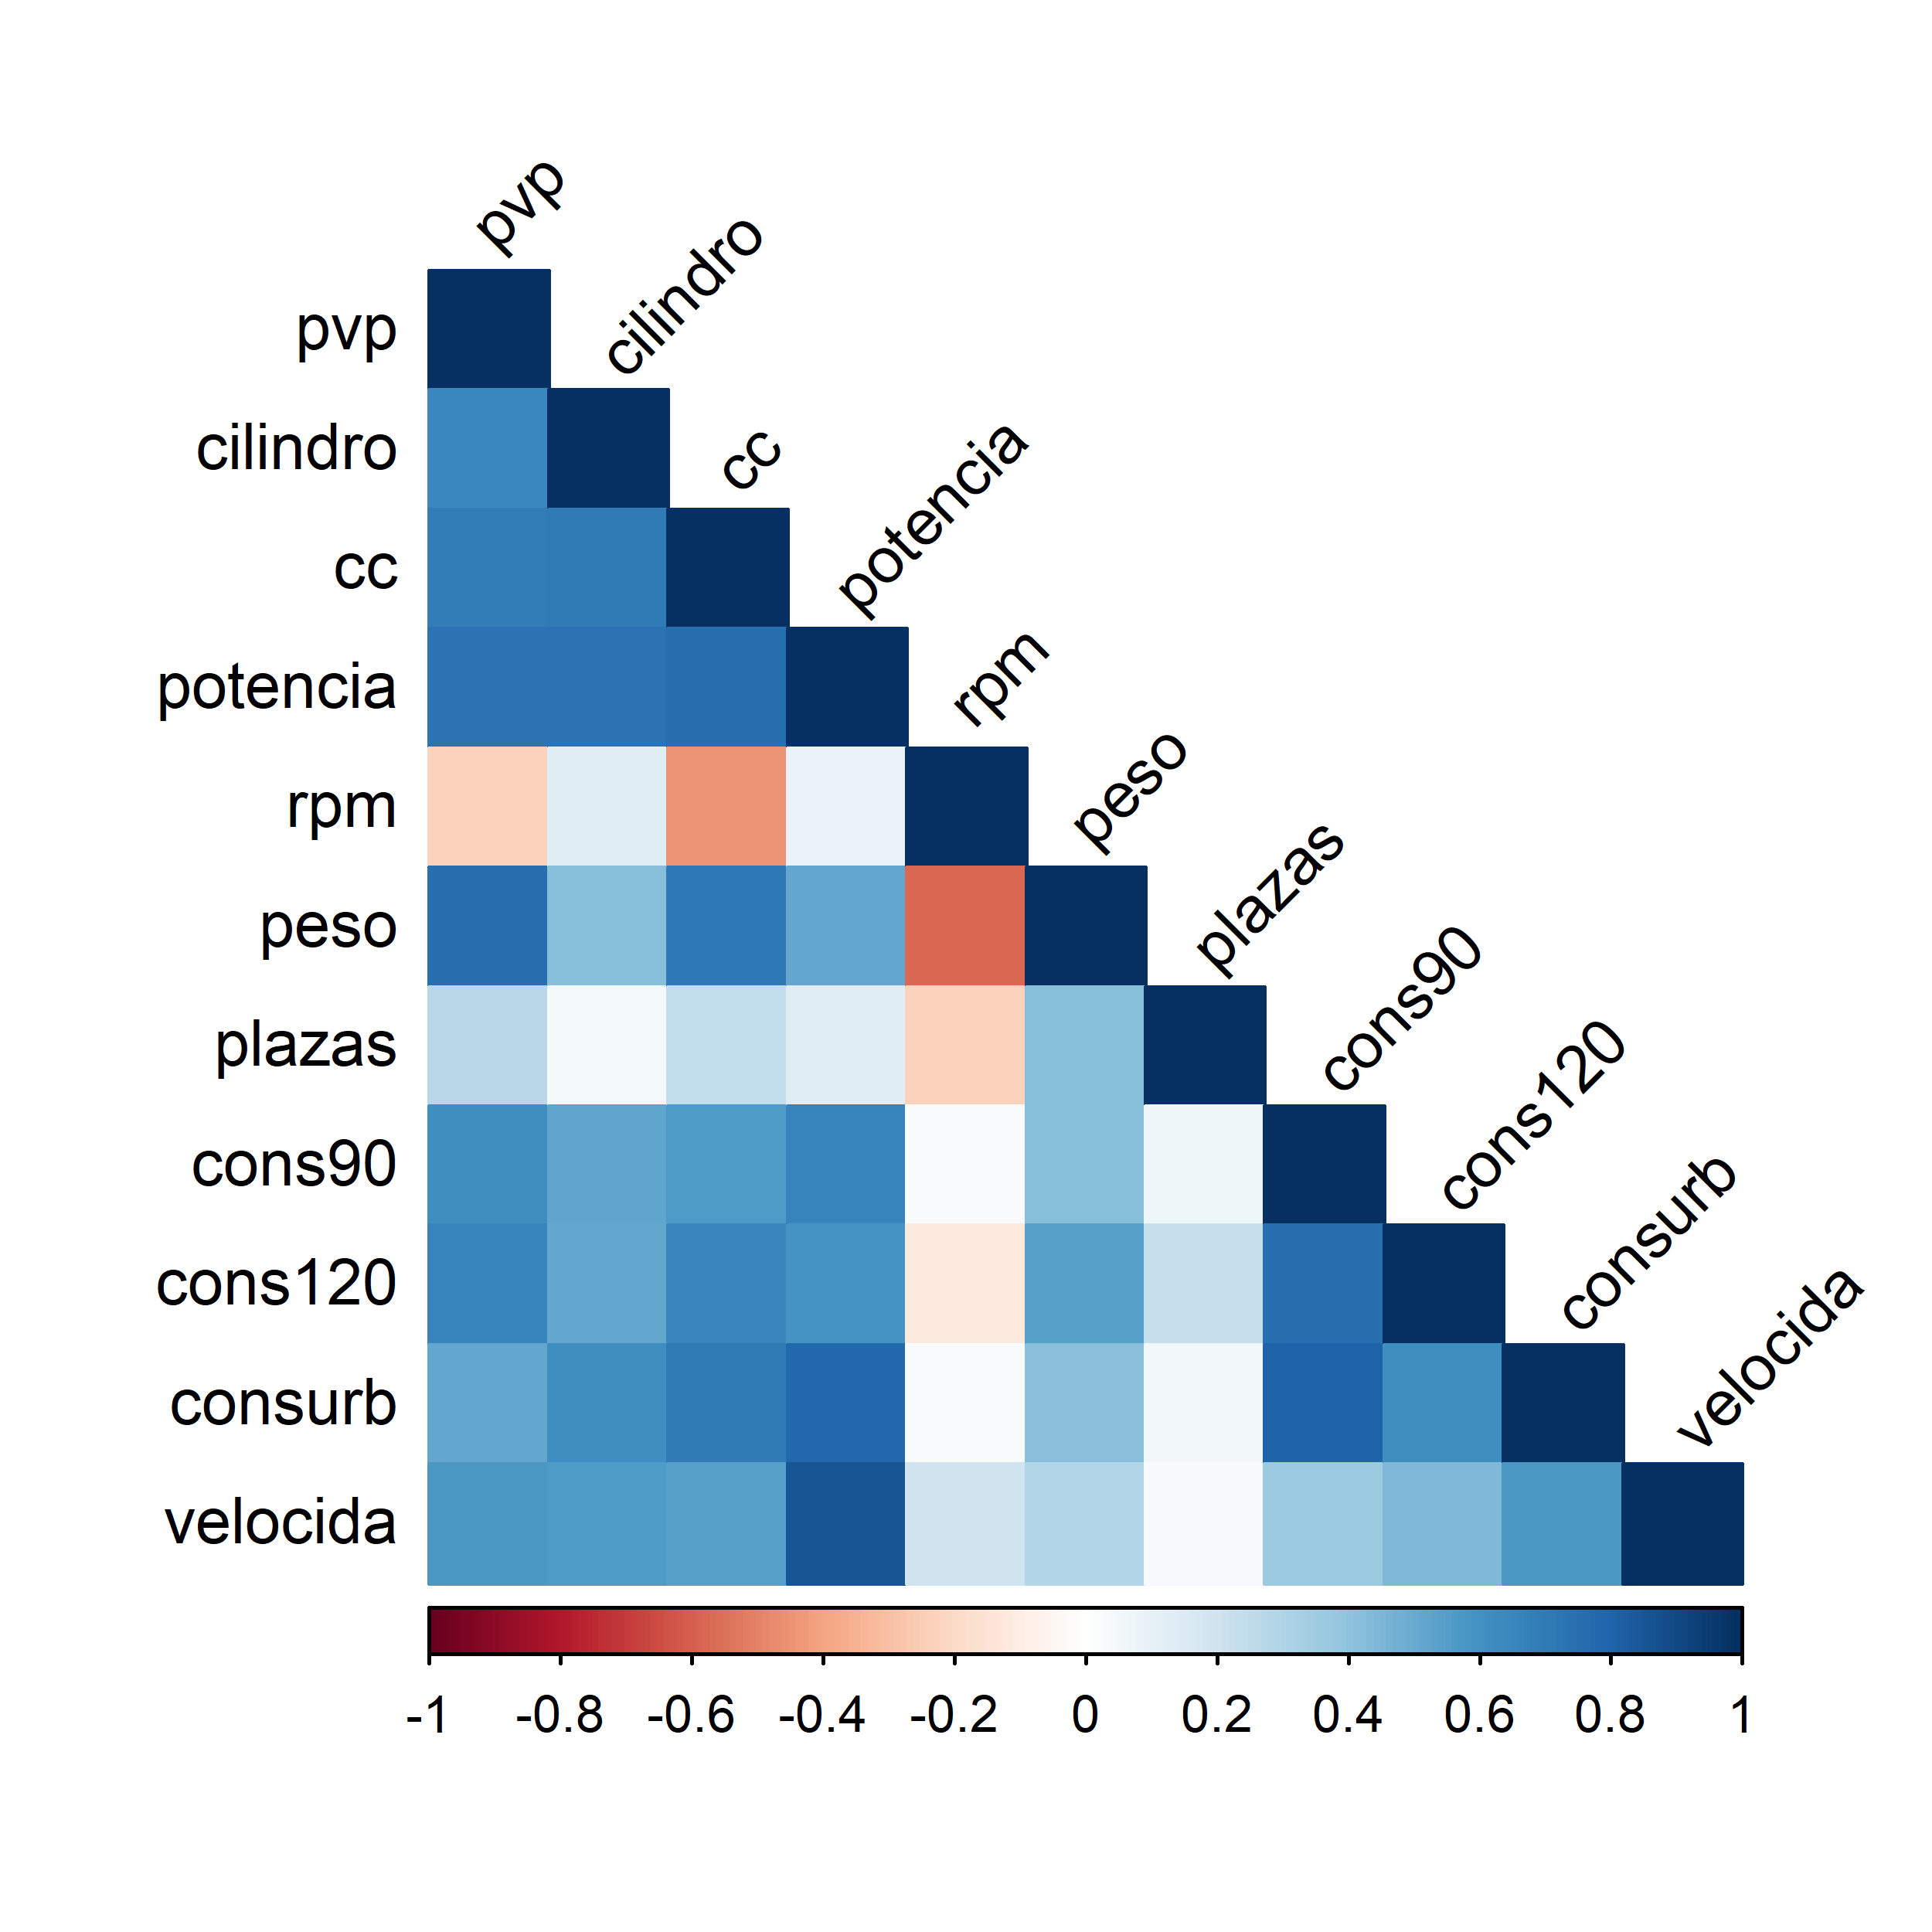 pvp
cilindro
cc
potencia
rpm
peso
plazas
cons90
cons120
consurb
velocida
pvp
cilindro
cc
potencia
rpm
peso
plazas
cons90
cons120
consurb
velocida
-1 -0.8 -0.6 -0.4 -0.2 0 0.2 0.4 0.6 0.8 1